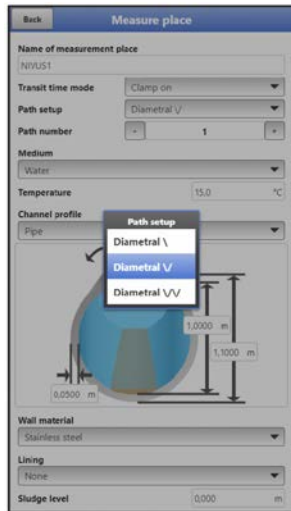 Back Measure place
Name of measurement place
NIVUS1
Transit time mode Clamp on
Path setup Diametral \/
Path number - 1 +
Medium
Water
Temperature 15.0 °C
Channel profile
Pipe
Path setup
Diametral \
Diametral \/
Diametral \/\/
1,0000 m
1,1000 m
0,0500 m
Wall material
Stainless steel
Lining
None
Sludge level 0,000 m